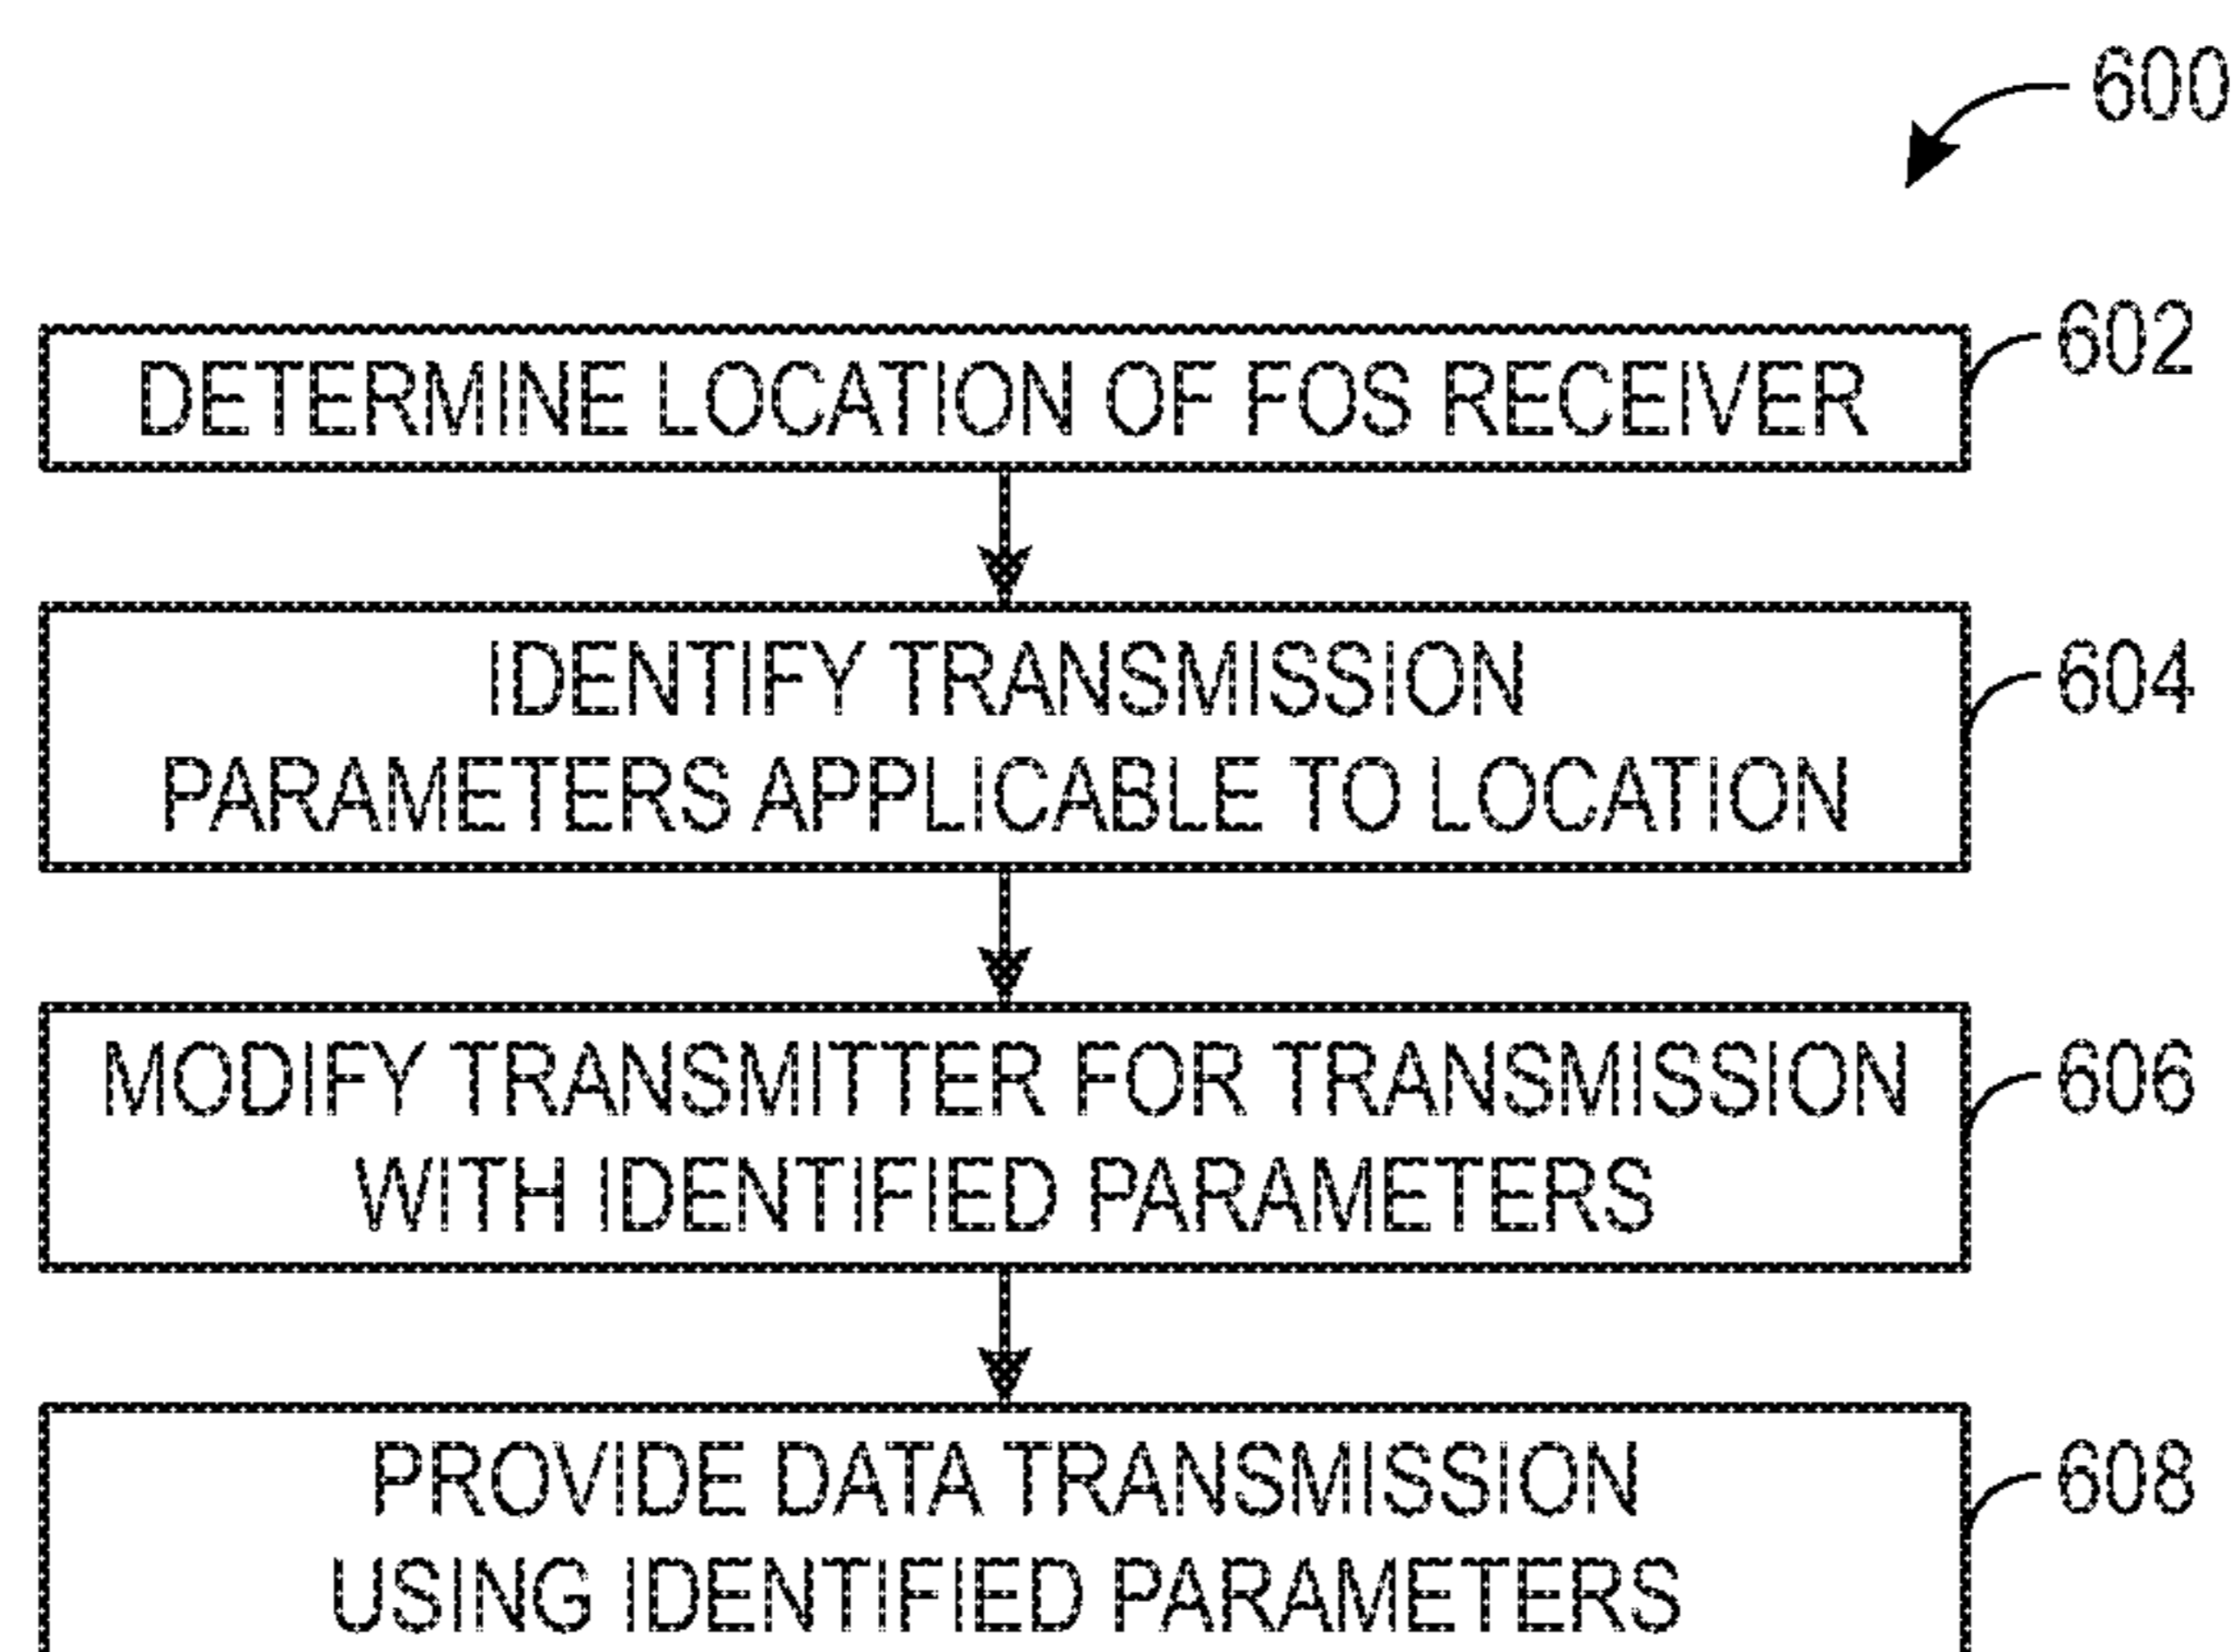 600
DETERMINE LOCATION OF FOS RECEIVER
602
IDENTIFY TRANSMISSION
PARAMETERS APPLICABLE TO LOCATION
604
MODIFY TRANSMITTER FOR TRANSMISSION
WITH IDENTIFIED PARAMETERS
606
PROVIDE DATA TRANSMISSION
USING IDENTIFIED PARAMETERS
608